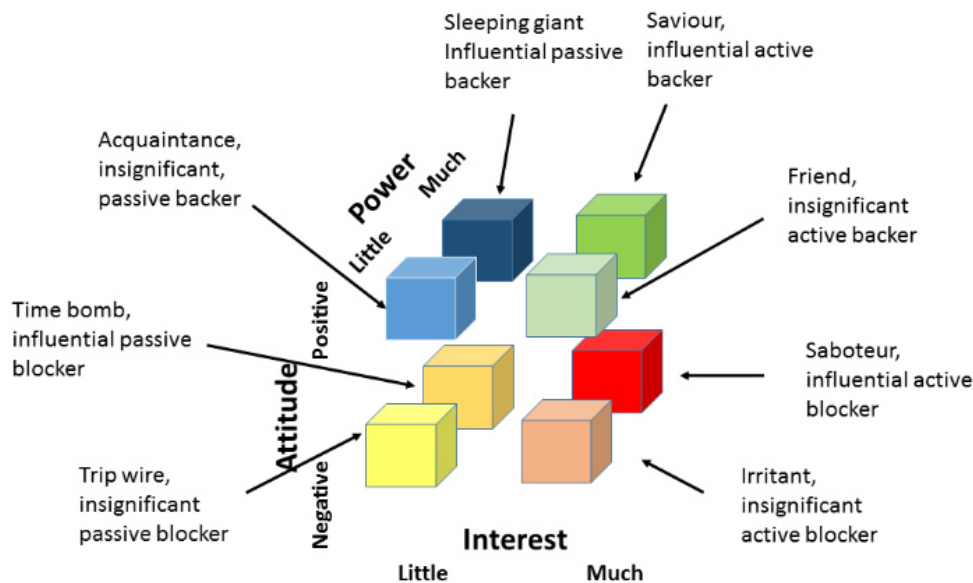 Sleeping giant
Influential passive
backer
Saviour,
influential active
backer
Acquaintance,
insignificant,
passive backer
Power
Much
Little
Friend,
insignificant
active backer
Time bomb,
influential passive
blocker
Positive
Attitude
Negative
Saboteur,
influential active
blocker
Trip wire,
insignificant
passive blocker
Irritant,
insignificant
active blocker
Interest
Little
Much